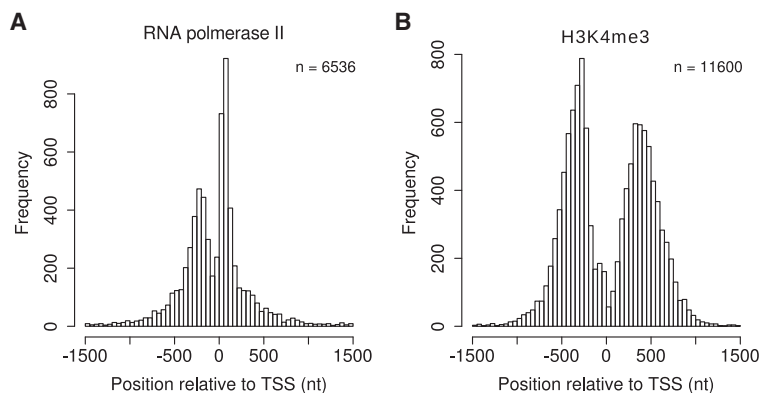 A
RNA polmerase II
n = 6536
Frequency
0 200 400 600 800
-1500 -500 0 500 1500
Position relative to TSS (nt)
B
H3K4me3
n = 11600
Frequency
0 200 400 600 800
-1500 -500 0 500 1500
Position relative to TSS (nt)